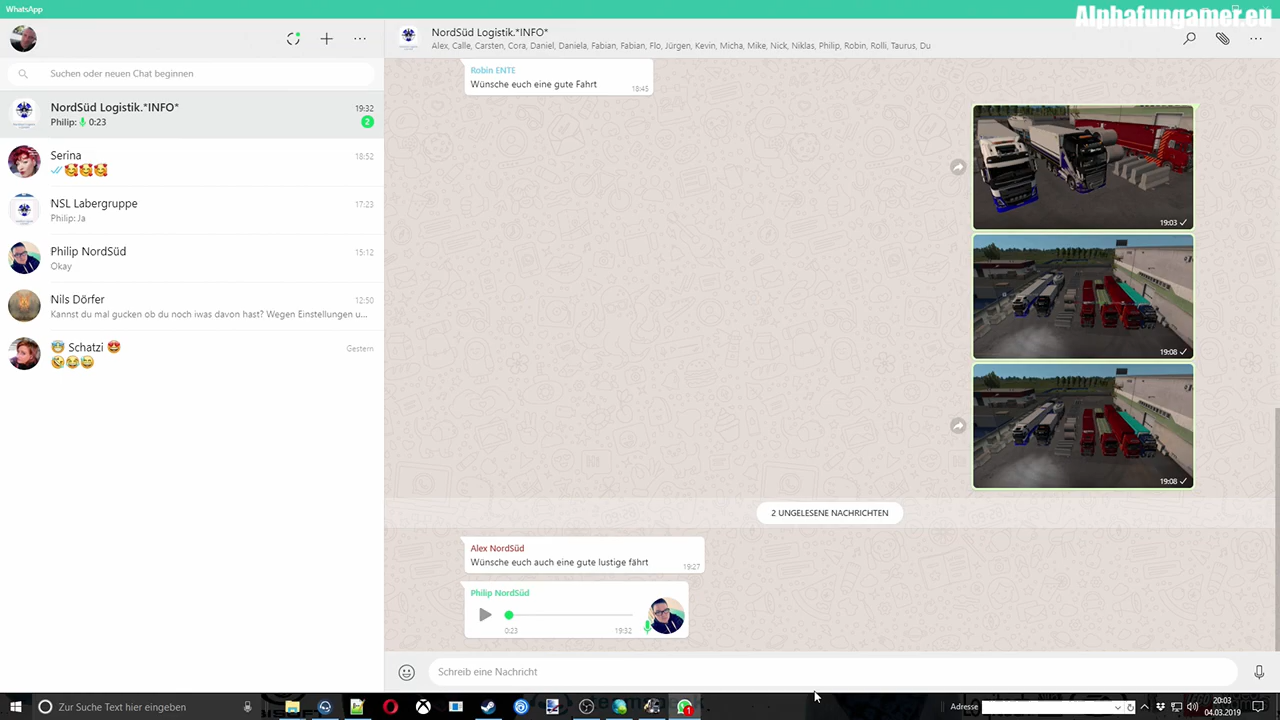 WhatsApp
Alphafungamer.eu
Suchen oder neuen Chat beginnen
NordSüd Logistik.*INFO*
19:32
Philip: 0:23
2
Serina
18:52
NSL Labergruppe
17:23
Philip: Ja
Philip NordSüd
15:12
Okay
Nils Dörfer
12:50
Kannst du mal gucken ob du noch iwas davon hast? Wegen Einstellungen u...
Schatzi
Gestern
NordSüd Logistik.*INFO*
Alex, Calle, Carsten, Cora, Daniel, Daniela, Fabian, Fabian, Flo, Jürgen, Kevin, Micha, Mike, Nick, Niklas, Philip, Robin, Rolli, Taurus, Du
Robin ENTE
Wünsche euch eine gute Fahrt
18:45
19:03
19:08
19:08
2 UNGELESENE NACHRICHTEN
Alex NordSüd
Wünsche euch auch eine gute lustige fährt
19:27
Philip NordSüd
0:23
19:32
Schreib eine Nachricht
Zur Suche Text hier eingeben
1
Adresse
20:03
04.03.2019